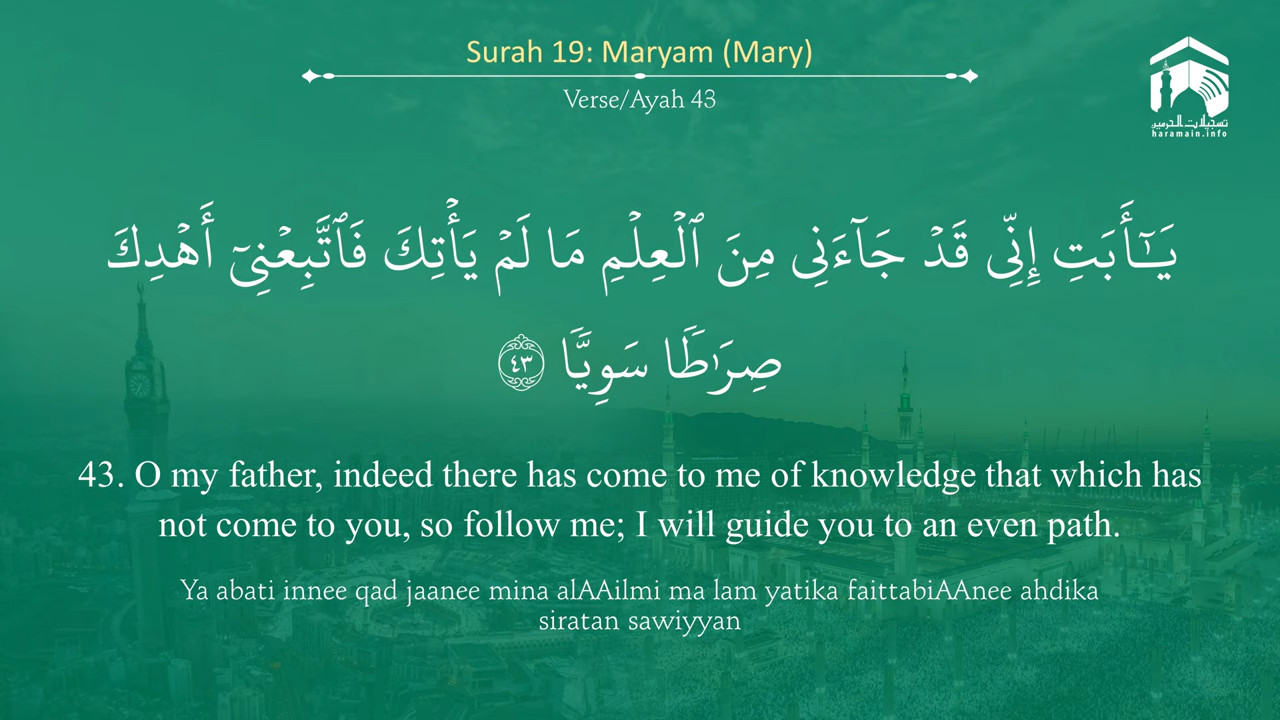 Surah 19: Maryam (Mary)
Verse/Ayah 43
تسجيلات الحرمين
haramain.info
يَـٰٓأَبَتِ إِنِّى قَدْ جَآءَنِى مِنَ ٱلْعِلْمِ مَا لَمْ يَأْتِكَ فَٱتَّبِعْنِىٓ أَهْدِكَ
صِرَٰطًا سَوِيًّا ٤٣
43. O my father, indeed there has come to me of knowledge that which has
not come to you, so follow me; I will guide you to an even path.
Ya abati innee qad jaanee mina alAAilmi ma lam yatika faittabiAAnee ahdika
siratan sawiyyan